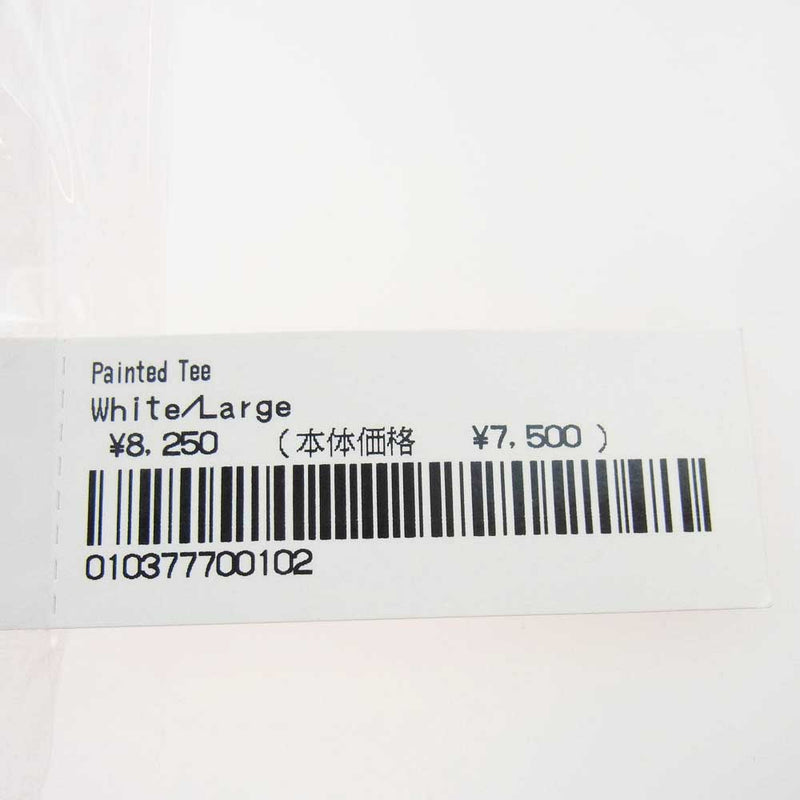 Painted Tee
White/Large
¥8,250 (本体価格 ¥7,500)
010377700102